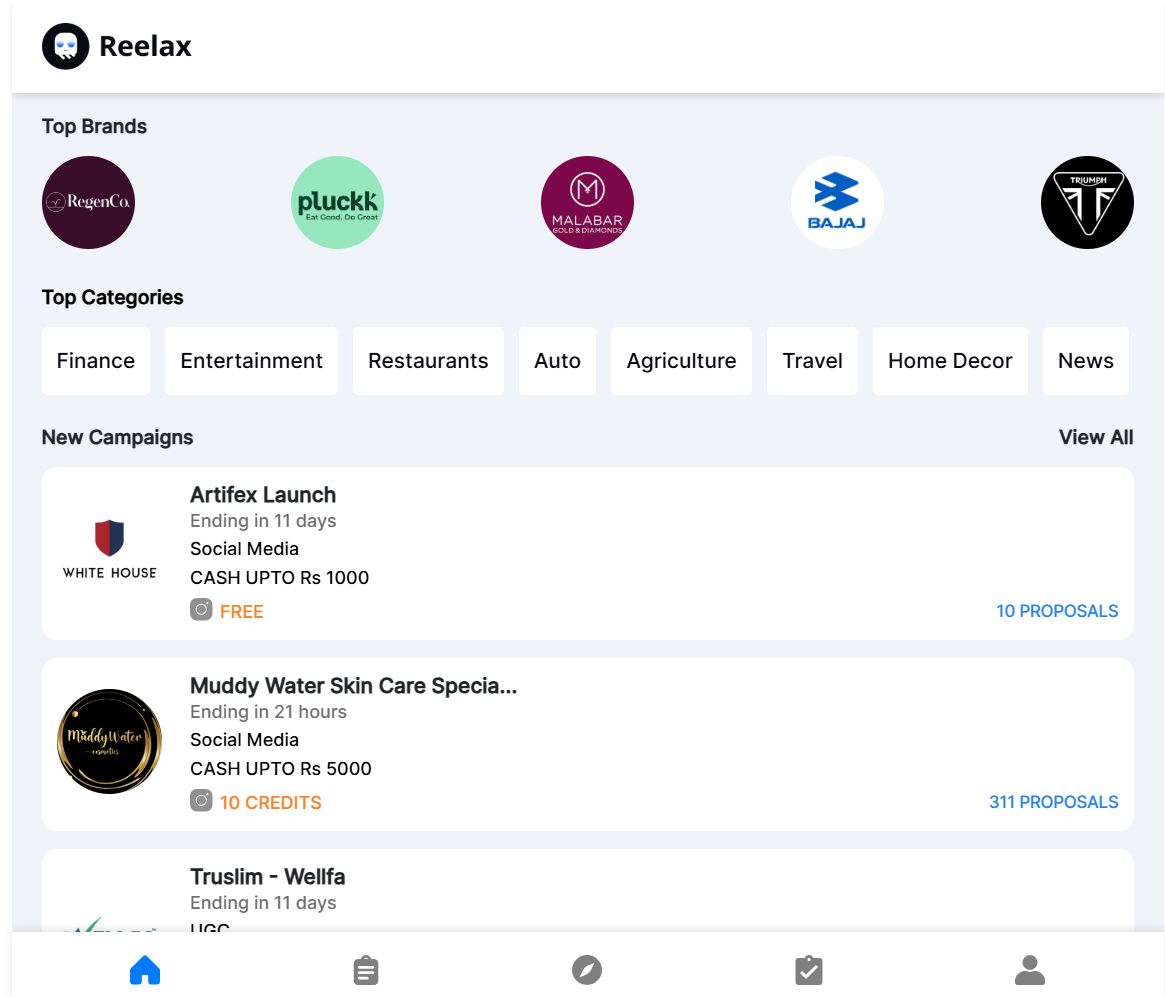 Reelax
Top Brands
RegenCo.
pluckk
Eat Good. Do Great
MALABAR
GOLD & DIAMONDS
BAJAJ
TRIUMPH
Top Categories
Finance
Entertainment
Restaurants
Auto
Agriculture
Travel
Home Decor
News
New Campaigns
View All
WHITE HOUSE
Artifex Launch
Ending in 11 days
Social Media
CASH UPTO Rs 1000
FREE
10 PROPOSALS
MuddyWater
cosmetics
Muddy Water Skin Care Specia...
Ending in 21 hours
Social Media
CASH UPTO Rs 5000
10 CREDITS
311 PROPOSALS
Truslim - Wellfa
Ending in 11 days
UGC